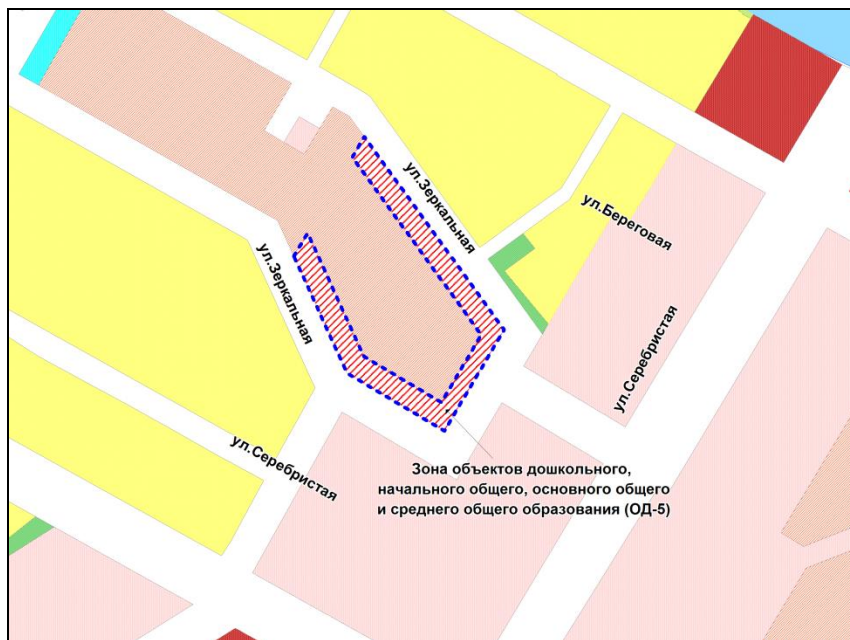 ул.Зеркальная
ул.Береговая
ул.Зеркальная
ул.Серебристая
ул.Серебристая
Зона объектов дошкольного,
начального общего, основного общего
и среднего общего образования (ОД-5)